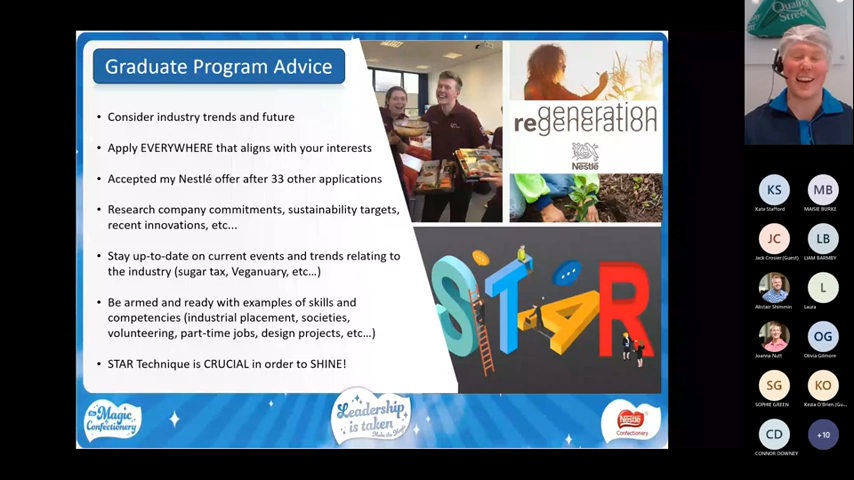 Graduate Program Advice
• Consider industry trends and future
• Apply EVERYWHERE that aligns with your interests
• Accepted my Nestlé offer after 33 other applications
• Research company commitments, sustainability targets,
recent innovations, etc...
• Stay up-to-date on current events and trends relating to
the industry (sugar tax, Veganuary, etc...)
• Be armed and ready with examples of skills and
competencies (industrial placement, societies,
volunteering, part-time jobs, design projects, etc...)
• STAR Technique is CRUCIAL in order to SHINE!
generation
regeneration
Nestlé
STAR
Magic
Confectionery
Leadership
is taken
Make the Magic
Nestlé
Confectionery
Quality
Street
KS
Kate Stafford
MB
MAISIE BURKE
JC
Jack Crosier (Guest)
LB
LIAM BARMBY
Alistair Shimmin
L
Laura
Joanna Nutt
OG
Olivia Gilmore
SG
SOPHIE GREEN
KO
Kezia O'Brien (Gu...
CD
CONNOR DOWNEY
+10